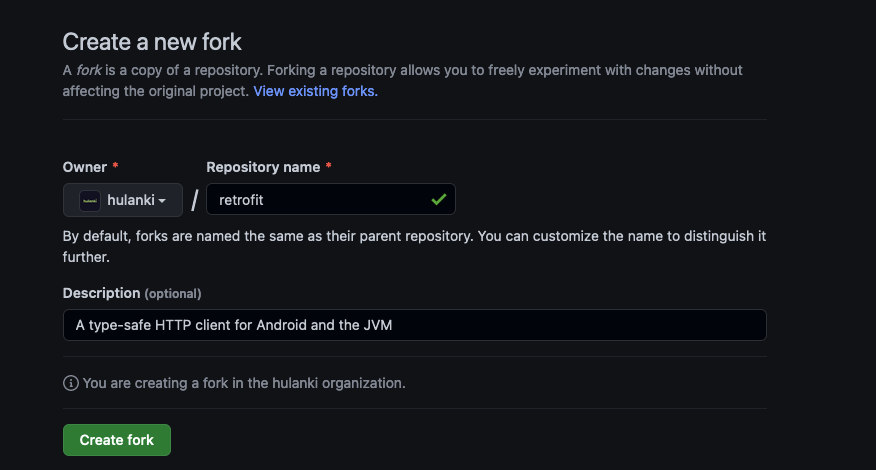 Create a new fork
A fork is a copy of a repository. Forking a repository allows you to freely experiment with changes without
affecting the original project. View existing forks.
Owner * Repository name *
hulanki hulanki / retrofit
By default, forks are named the same as their parent repository. You can customize the name to distinguish it
further.
Description (optional)
A type-safe HTTP client for Android and the JVM
You are creating a fork in the hulanki organization.
Create fork